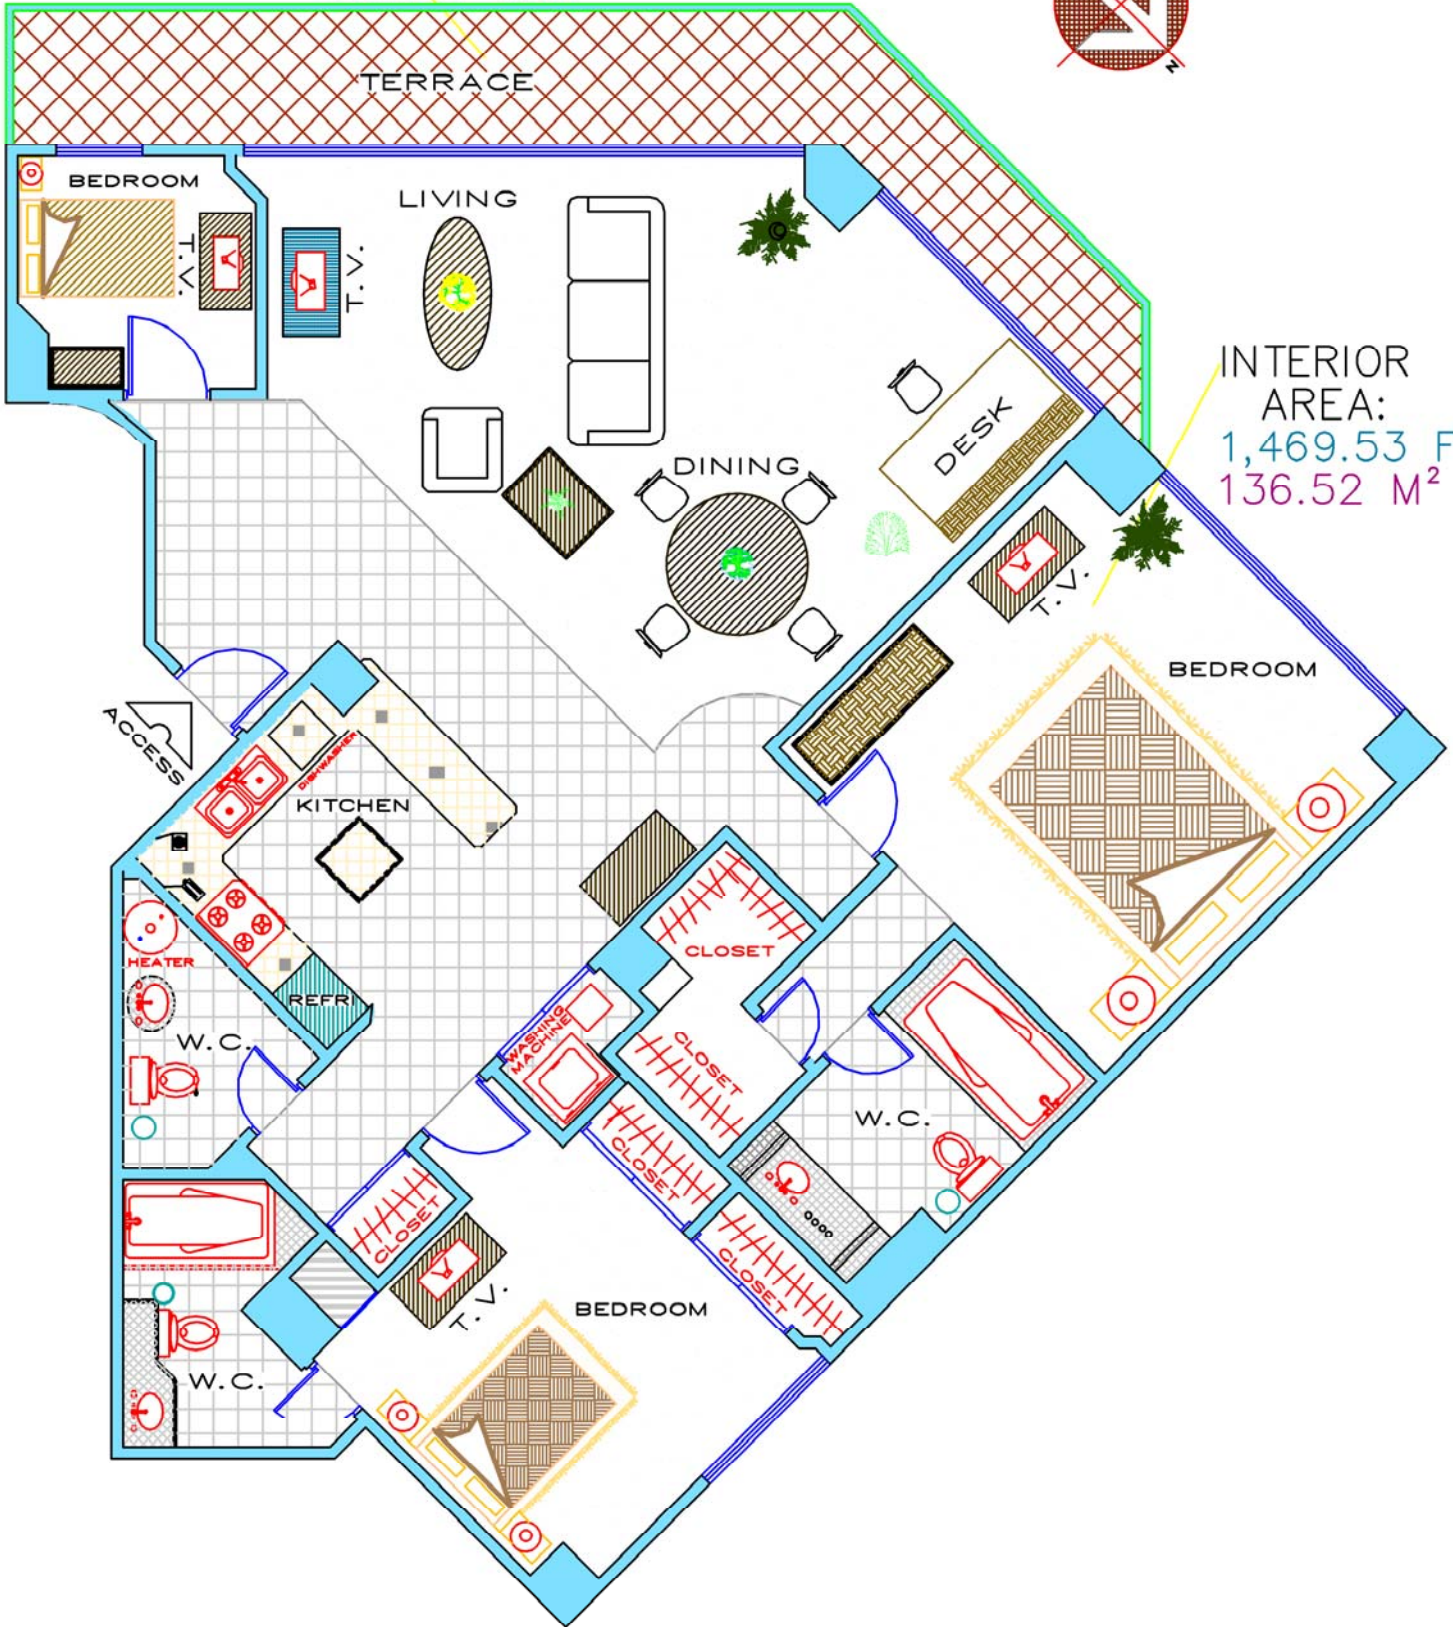 N
TERRACE
BEDROOM
LIVING
T.V.
T.V.
INTERIOR
AREA:
1,469.53 F
136.52 M²
DESK
DINING
T.V.
BEDROOM
ACCESS
DISHWASHER
KITCHEN
CLOSET
HEATER
REFRI
W.C.
WASHING
MACHINE
CLOSET
W.C.
CLOSET
CLOSET
CLOSET
T.V.
BEDROOM
W.C.